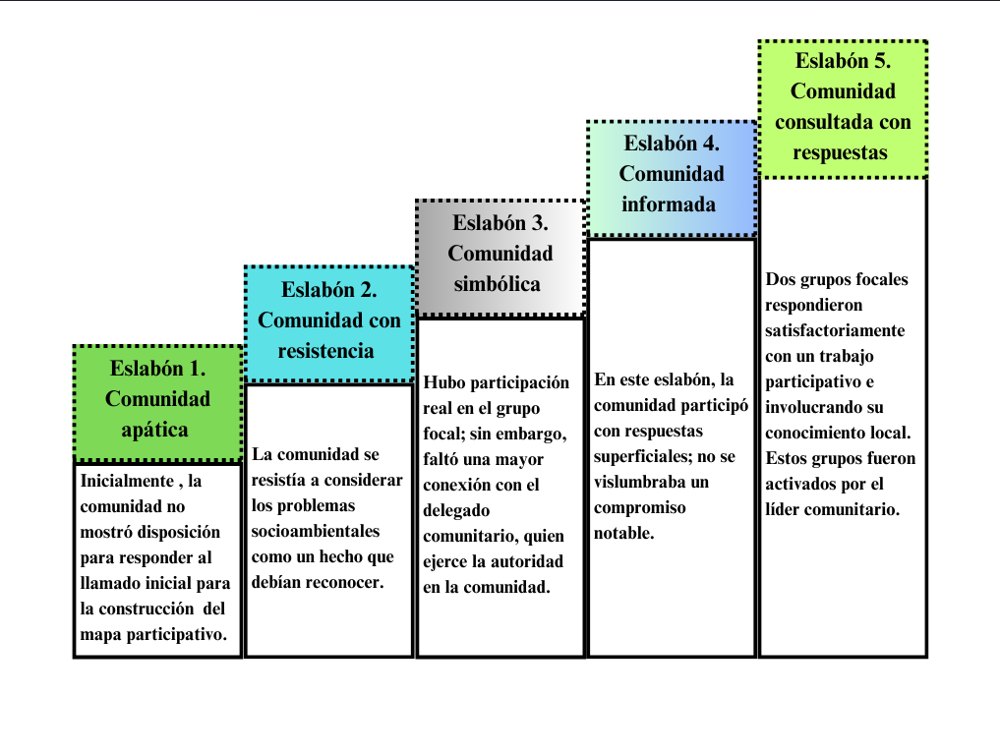 Eslabón 1.
Comunidad
apática
Inicialmente , la
comunidad no
mostró disposición
para responder al
llamado inicial para
la construcción  del
mapa participativo.
Eslabón 2.
Comunidad con
resistencia
La comunidad se
resistía a considerar
los problemas
socioambientales
como un hecho que
debían reconocer.
Eslabón 3.
Comunidad
simbólica
Hubo participación
real en el grupo
focal; sin embargo,
faltó una mayor
conexión con el
delegado
comunitario, quien
ejerce la autoridad
en la comunidad.
Eslabón 4.
Comunidad
informada
En este eslabón, la
comunidad participó
con respuestas
superficiales; no se
vislumbraba un
compromiso
notable.
Eslabón 5.
Comunidad
consultada con
respuestas
Dos grupos focales
respondieron
satisfactoriamente
con un trabajo
participativo e
involucrando su
conocimiento local.
Estos grupos fueron
activados por el
líder comunitario.